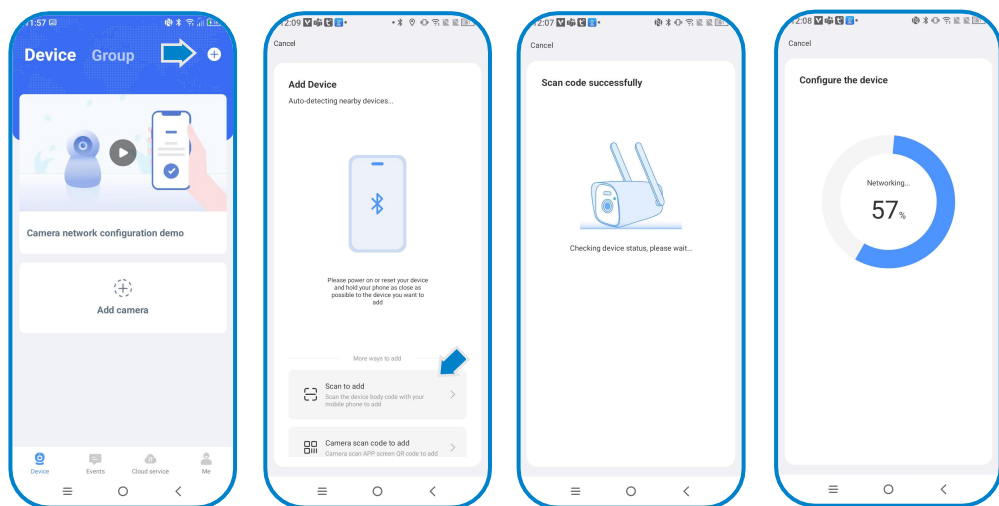 11:57
Device Group
Camera network configuration demo
Add camera
Device Events Cloud service Me
12:09
Cancel
Add Device
Auto-detecting nearby devices...
Please power on or reset your device
and hold your phone as close as
possible to the device you want to
add
More ways to add
Scan to add
Scan the device body code with your
mobile phone to add
Camera scan code to add
Camera scan APP screen QR code to add
12:07
Cancel
Scan code successfully
Checking device status, please wait...
12:08
Cancel
Configure the device
Networking...
57%